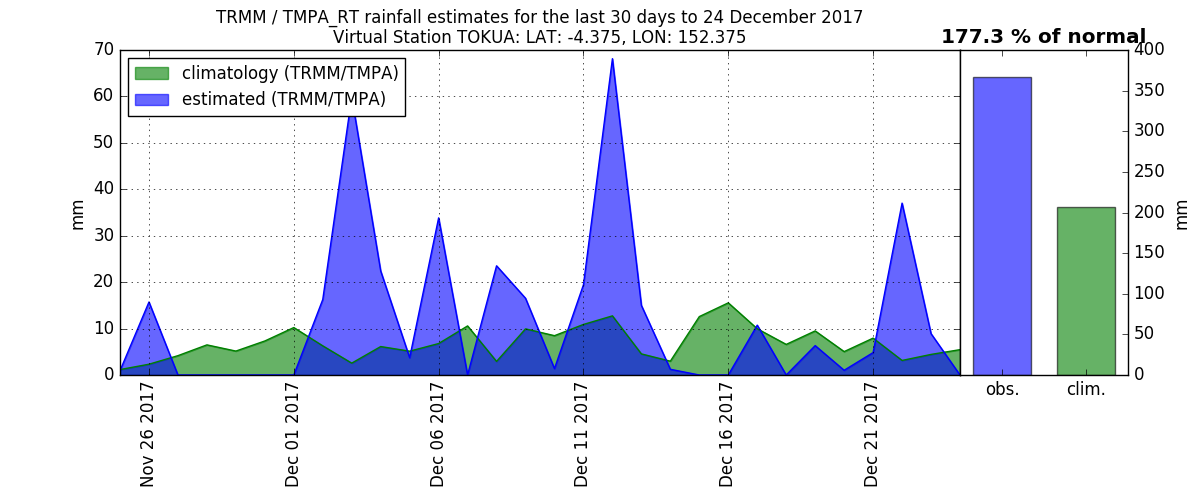 TRMM / TMPA_RT rainfall estimates for the last 30 days to 24 December 2017
Virtual Station TOKUA: LAT: -4.375, LON: 152.375
177.3 % of normal
climatology (TRMM/TMPA)
estimated (TRMM/TMPA)
mm
70
60
50
40
30
20
10
0
Nov 26 2017
Dec 01 2017
Dec 06 2017
Dec 11 2017
Dec 16 2017
Dec 21 2017
obs.
clim.
400
350
300
250
200
150
100
50
0
mm